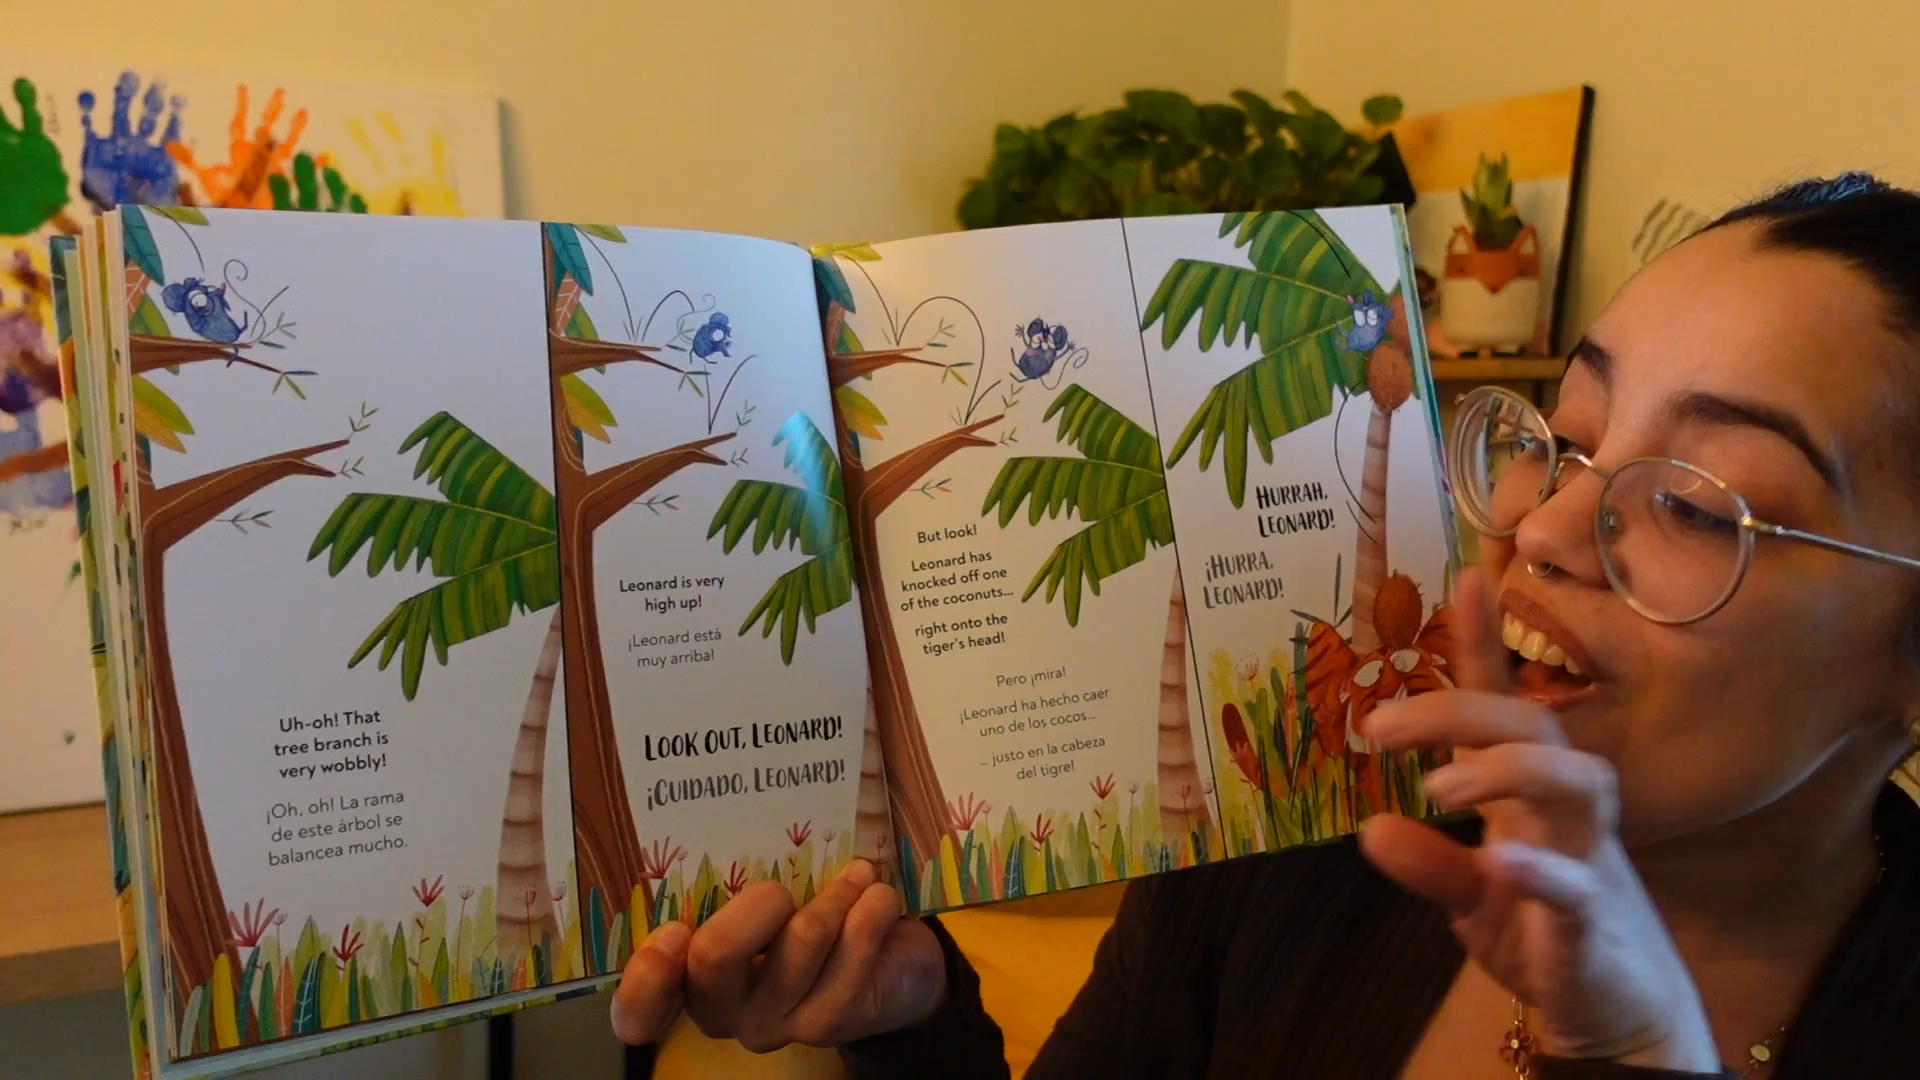 Uh-oh! That
tree branch is
very wobbly!
¡Oh, oh! La rama
de este árbol se
balancea mucho.
Leonard is very
high up!
¡Leonard está
muy arriba!
LOOK OUT, LEONARD!
¡CUIDADO, LEONARD!
But look!
Leonard has
knocked off one
of the coconuts...
right onto the
tiger's head!
Pero ¡mira!
¡Leonard ha hecho caer
uno de los cocos...
... justo en la cabeza
del tigre!
HURRAH,
LEONARD!
¡HURRA,
LEONARD!